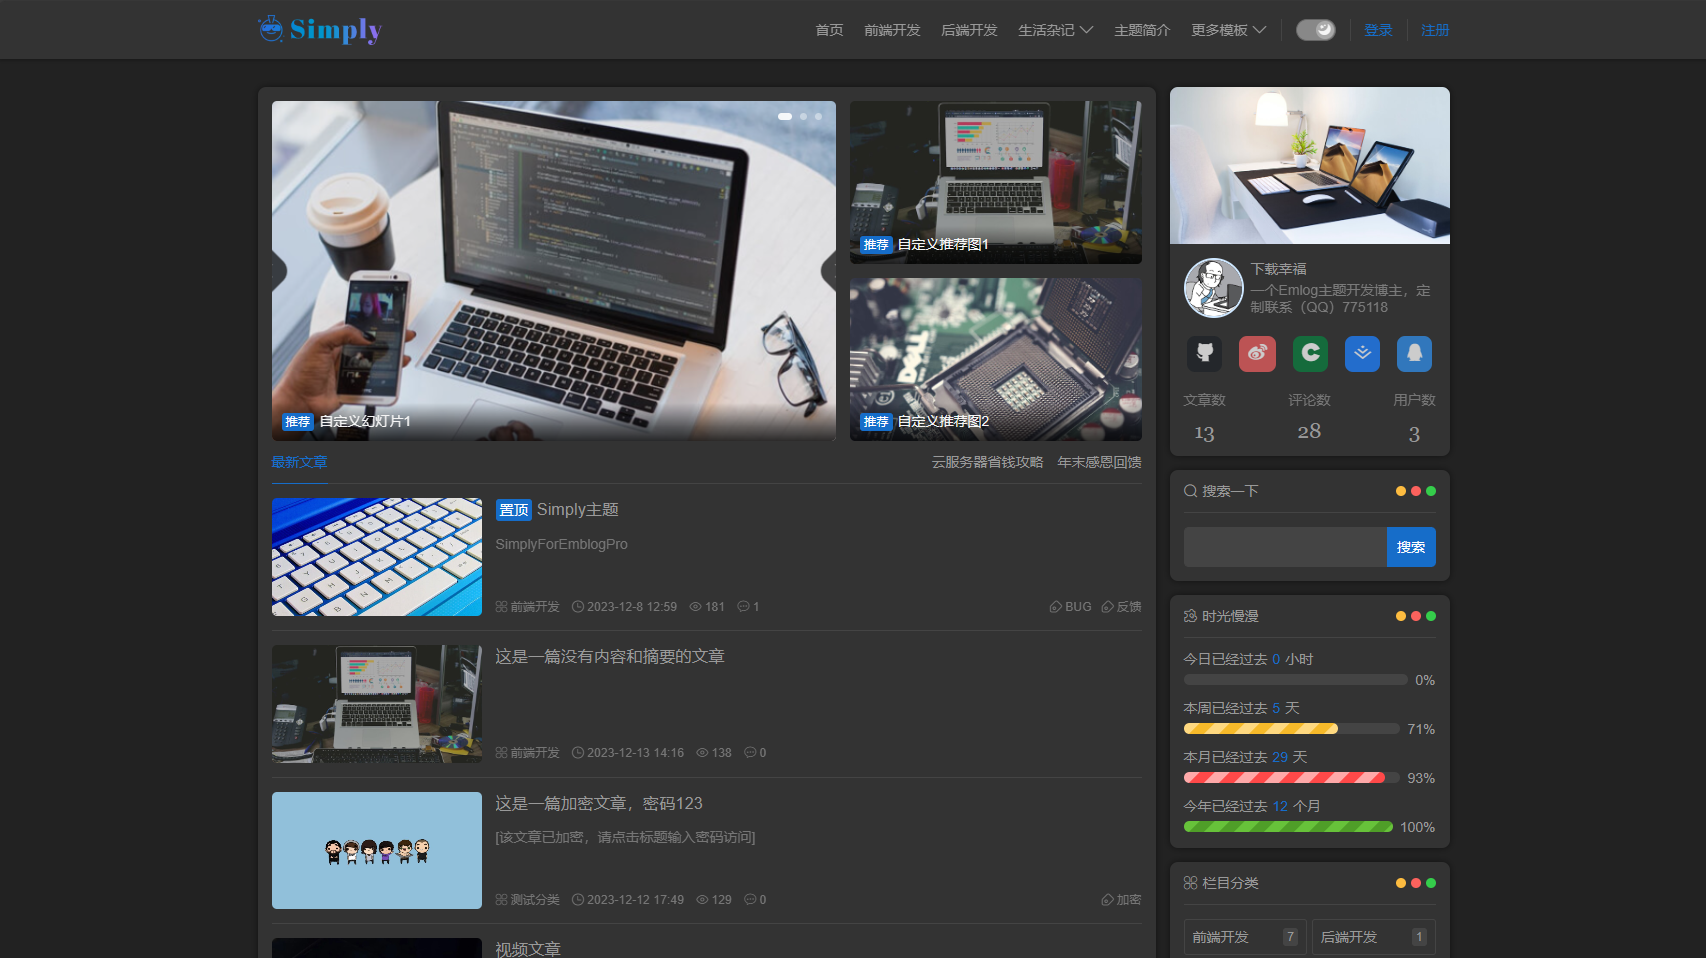 Simply
首页 前端开发 后端开发 生活杂记 主题简介 更多模板 登录 注册
推荐 自定义幻灯片1
推荐 自定义推荐图1
DELL
推荐 自定义推荐图2
最新文章 云服务器省钱攻略 年末感恩回馈
置顶 Simply主题
SimplyForEmblogPro
前端开发 2023-12-8 12:59 181 1 BUG 反馈
这是一篇没有内容和摘要的文章
前端开发 2023-12-13 14:16 138 0
这是一篇加密文章，密码123
[该文章已加密，请点击标题输入密码访问]
测试分类 2023-12-12 17:49 129 0 加密
视频文章
下载幸福
一个Emlog主题开发博主，定
制联系（QQ）775118
文章数 评论数 用户数
13 28 3
搜索一下
搜索
时光慢漫
今日已经过去 0 小时
0%
本周已经过去 5 天
71%
本月已经过去 29 天
93%
今年已经过去 12 个月
100%
栏目分类
前端开发 7 后端开发 1